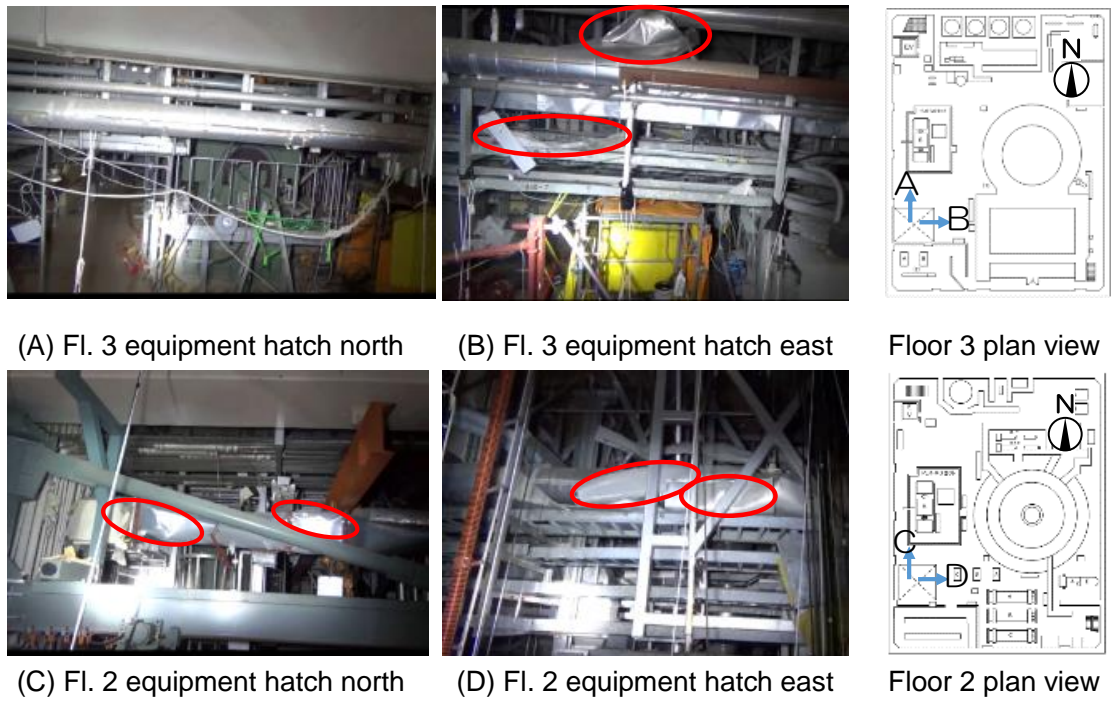 N
A
B
(A) Fl. 3 equipment hatch north
(B) Fl. 3 equipment hatch east
Floor 3 plan view
N
C
D
(C) Fl. 2 equipment hatch north
(D) Fl. 2 equipment hatch east
Floor 2 plan view